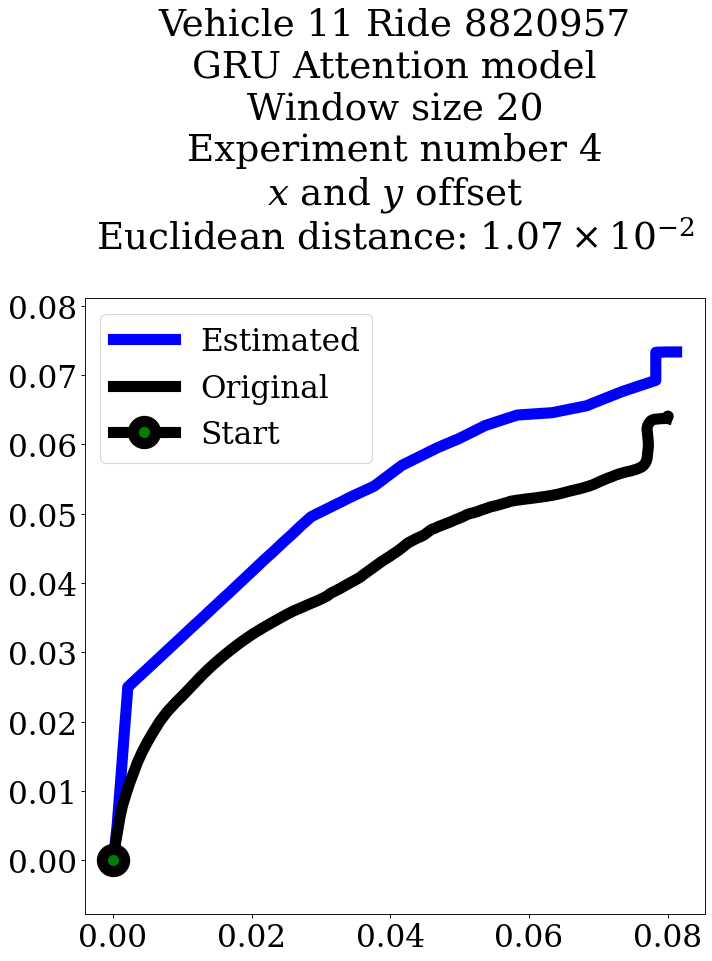 Vehicle 11 Ride 8820957
GRU Attention model
Window size 20
Experiment number 4
x and y offset
Euclidean distance: 1.07 × 10⁻²
Estimated
Original
Start
0.08
0.07
0.06
0.05
0.04
0.03
0.02
0.01
0.00
0.00 0.02 0.04 0.06 0.08